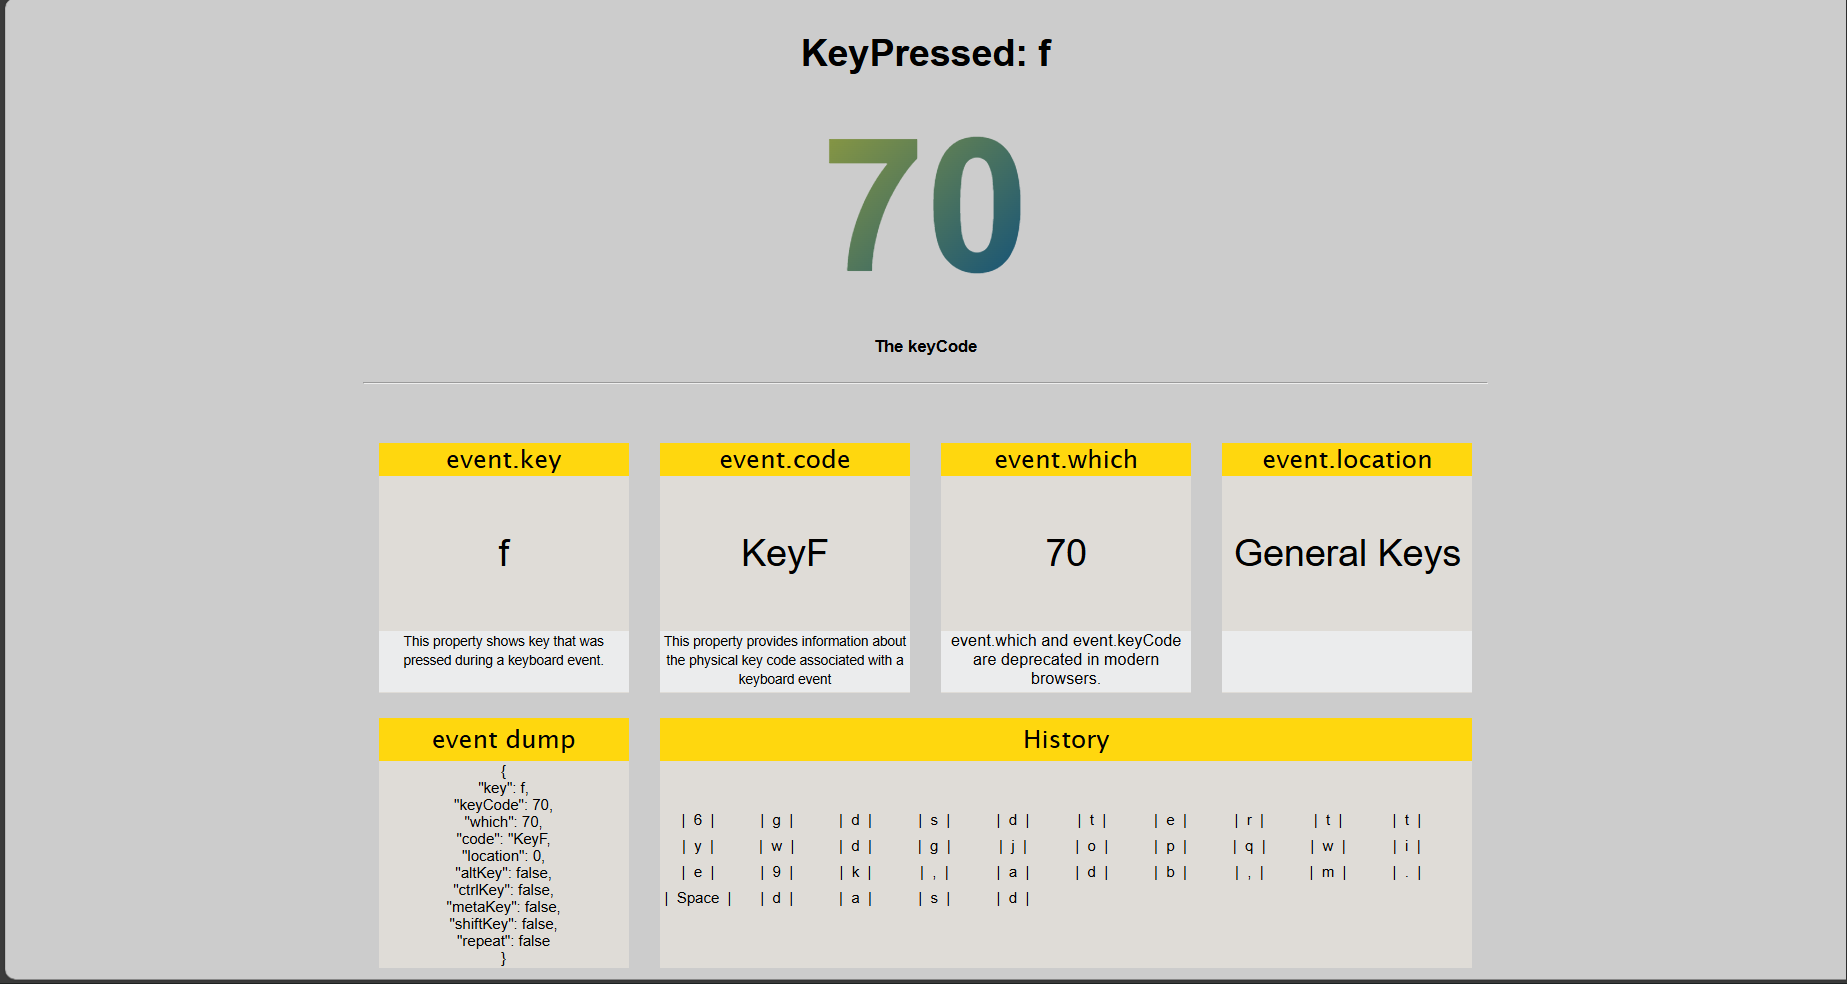 KeyPressed: f
70
The keyCode
event.key
f
This property shows key that was
pressed during a keyboard event.
event.code
KeyF
This property provides information about
the physical key code associated with a
keyboard event
event.which
70
event.which and event.keyCode
are deprecated in modern
browsers.
event.location
General Keys
event dump
{
"key": f,
"keyCode": 70,
"which": 70,
"code": "KeyF,
"location": 0,
"altKey": false,
"ctrlKey": false,
"metaKey": false,
"shiftKey": false,
"repeat": false
}
History
| 6 | | g | | d | | s | | d | | t | | e | | r | | t | | t |
| y | | w | | d | | g | | j | | o | | p | | q | | w | | i |
| e | | 9 | | k | | , | | a | | d | | b | | , | | m | | . |
| Space | | d | | a | | s | | d |